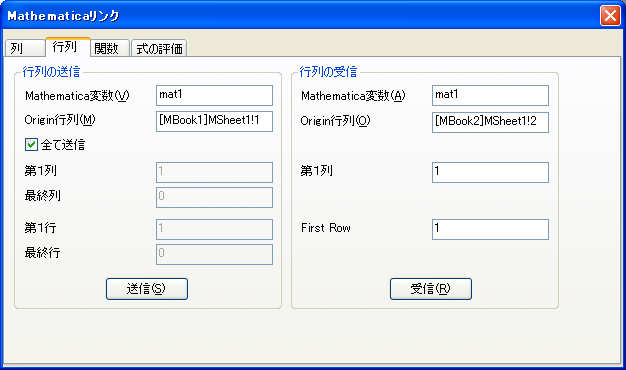 Mathematicaリンク
列 行列 関数 式の評価
行列の送信
Mathematica変数(V) mat1
Origin行列(M) [MBook1]MSheet1!1
全て送信
第1列 1
最終列 0
第1行 1
最終行 0
送信(S)
行列の受信
Mathematica変数(A) mat1
Origin行列(O) [MBook2]MSheet1!2
第1列 1
First Row 1
受信(R)